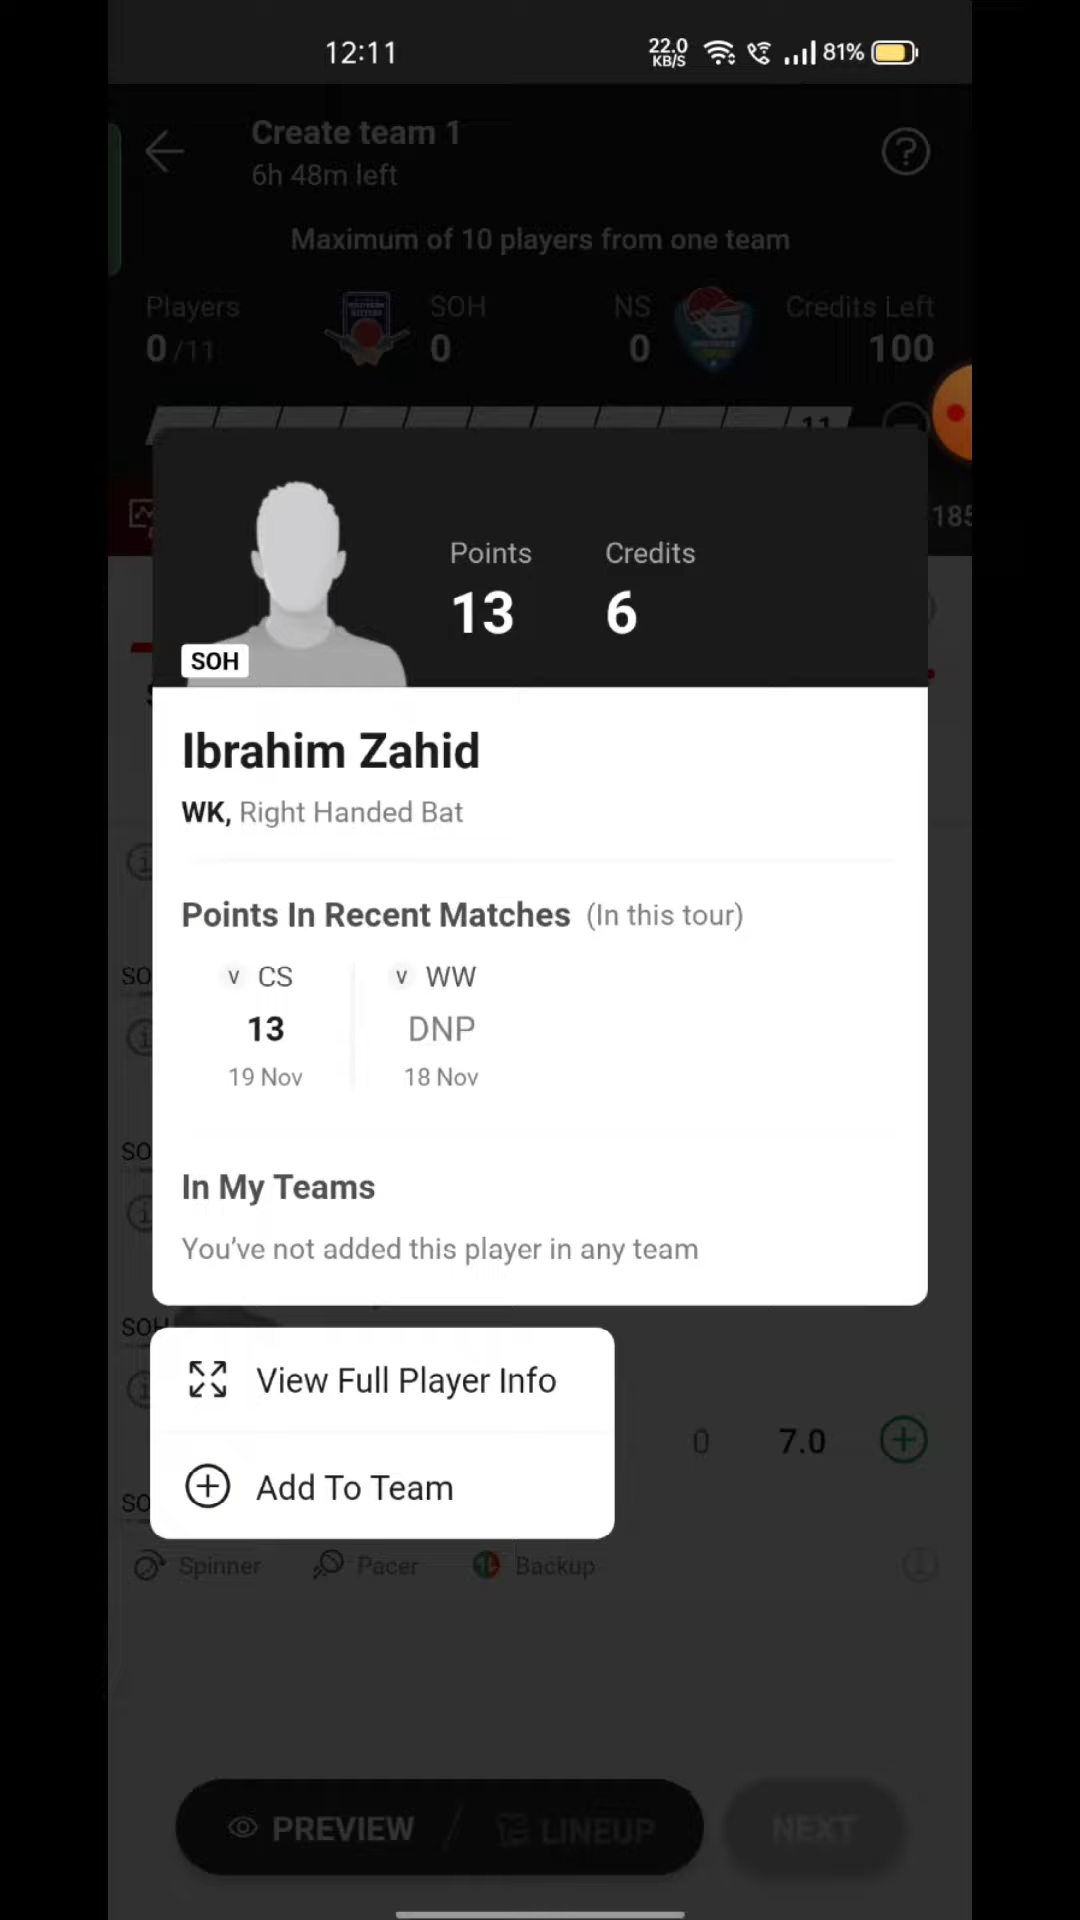 12:11
22.0
KB/S
81%
Create team 1
6h 48m left
?
Maximum of 10 players from one team
Players
SOH
NS
Credits Left
0/11
0
0
100
11
185
Points
Credits
13
6
SOH
Ibrahim Zahid
WK, Right Handed Bat
Points In Recent Matches (In this tour)
v CS
v WW
13
DNP
19 Nov
18 Nov
In My Teams
You've not added this player in any team
SO
SO
SOH
View Full Player Info
0
7.0
Add To Team
SO
Spinner
Pacer
Backup
PREVIEW
LINEUP
NEXT